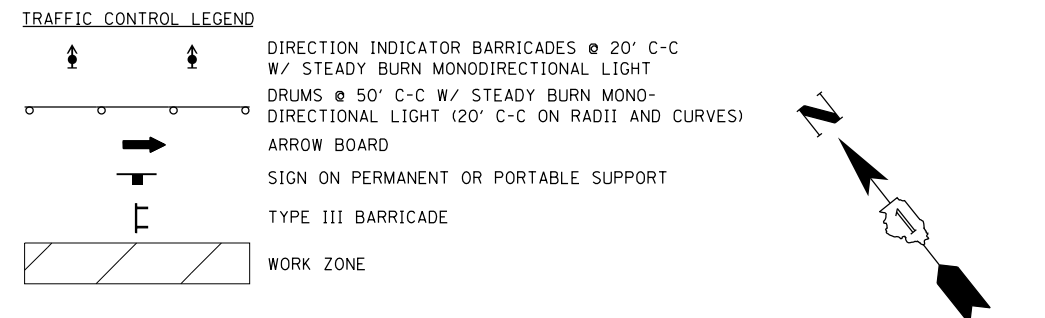 TRAFFIC CONTROL LEGEND
DIRECTION INDICATOR BARRICADES @ 20' C-C
W/ STEADY BURN MONODIRECTIONAL LIGHT
DRUMS @ 50' C-C W/ STEADY BURN MONO-
DIRECTIONAL LIGHT (20' C-C ON RADII AND CURVES)
ARROW BOARD
SIGN ON PERMANENT OR PORTABLE SUPPORT
TYPE III BARRICADE
WORK ZONE
N